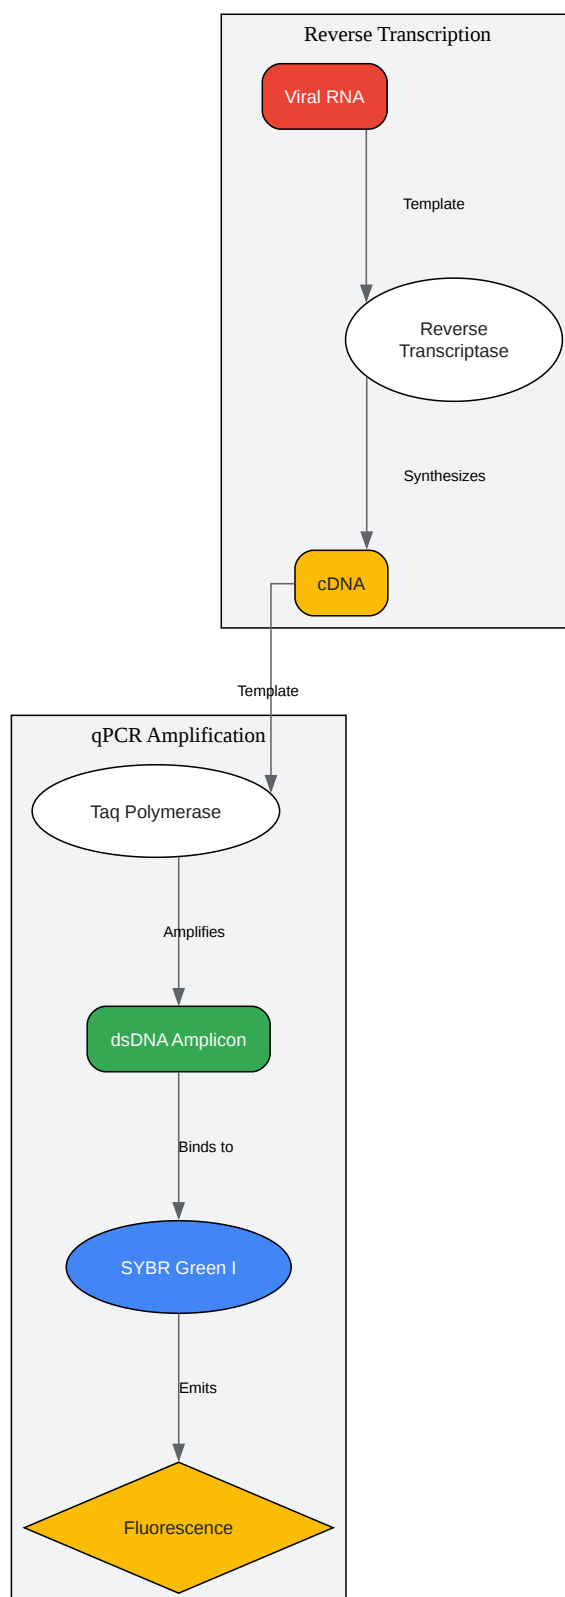 Reverse Transcription
Viral RNA
Template
Reverse
Transcriptase
Synthesizes
cDNA
Template
qPCR Amplification
Taq Polymerase
Amplifies
dsDNA Amplicon
Binds to
SYBR Green I
Emits
Fluorescence